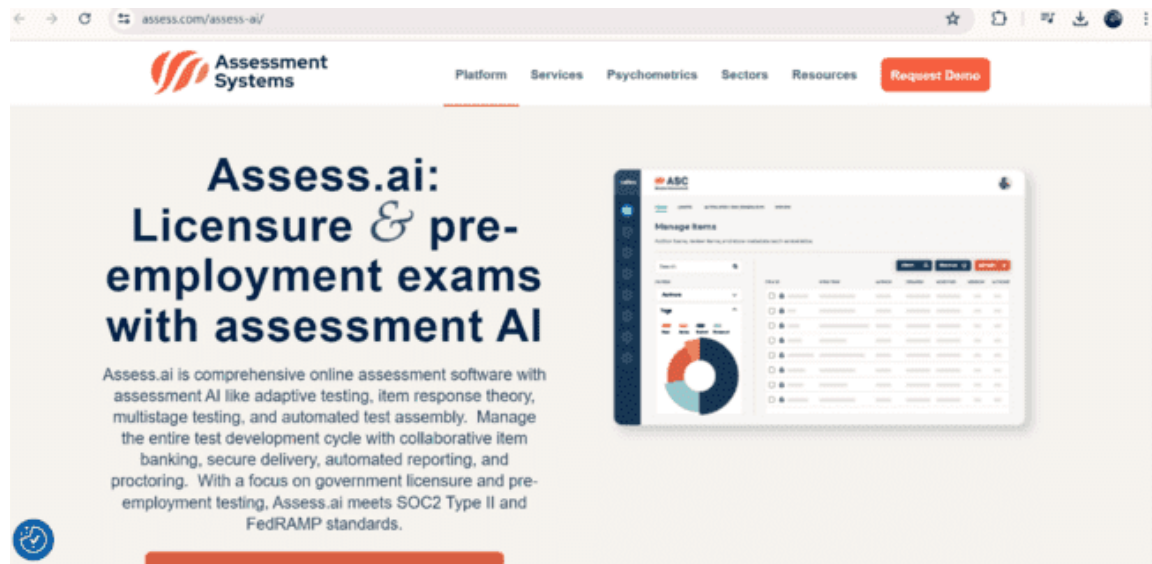 assess.com/assess-ai/
Assessment
Systems
Platform Services Psychometrics Sectors Resources Request Demo
Assess.ai:
Licensure & pre-
employment exams
with assessment AI
Assess.ai is comprehensive online assessment software with
assessment AI like adaptive testing, item response theory,
multistage testing, and automated test assembly. Manage
the entire test development cycle with collaborative item
banking, secure delivery, automated reporting, and
proctoring. With a focus on government licensure and pre-
employment testing, Assess.ai meets SOC2 Type II and
FedRAMP standards.
ASC
Manage Items
Search
Authors
Tags